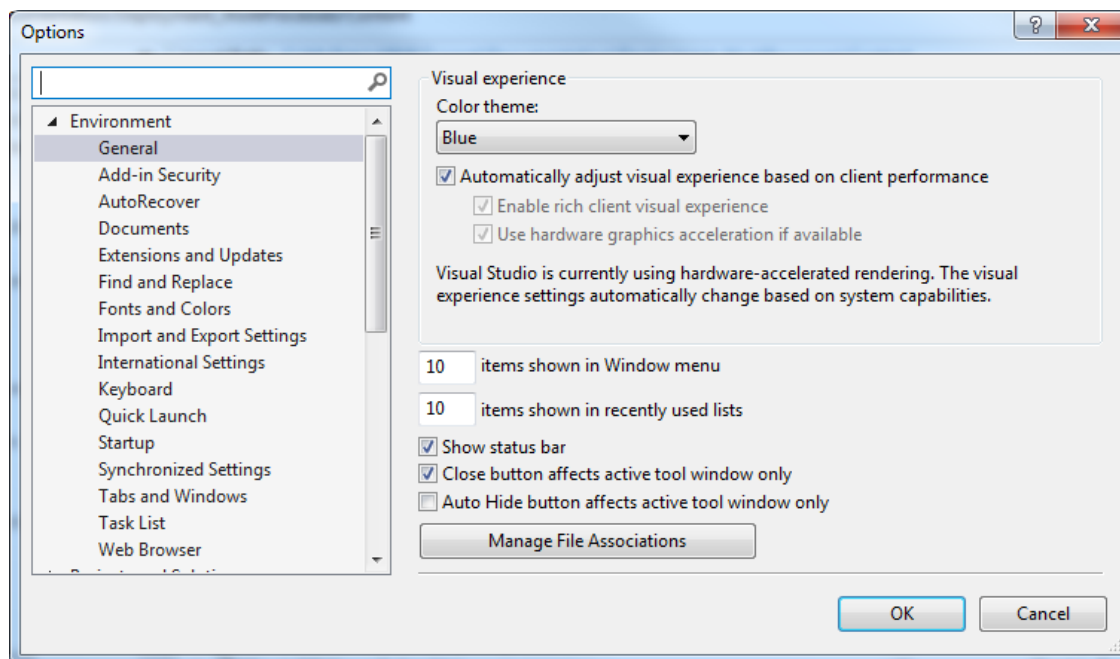 Options
Environment
General
Add-in Security
AutoRecover
Documents
Extensions and Updates
Find and Replace
Fonts and Colors
Import and Export Settings
International Settings
Keyboard
Quick Launch
Startup
Synchronized Settings
Tabs and Windows
Task List
Web Browser
Visual experience
Color theme:
Blue
Automatically adjust visual experience based on client performance
Enable rich client visual experience
Use hardware graphics acceleration if available
Visual Studio is currently using hardware-accelerated rendering. The visual
experience settings automatically change based on system capabilities.
10 items shown in Window menu
10 items shown in recently used lists
Show status bar
Close button affects active tool window only
Auto Hide button affects active tool window only
Manage File Associations
OK
Cancel